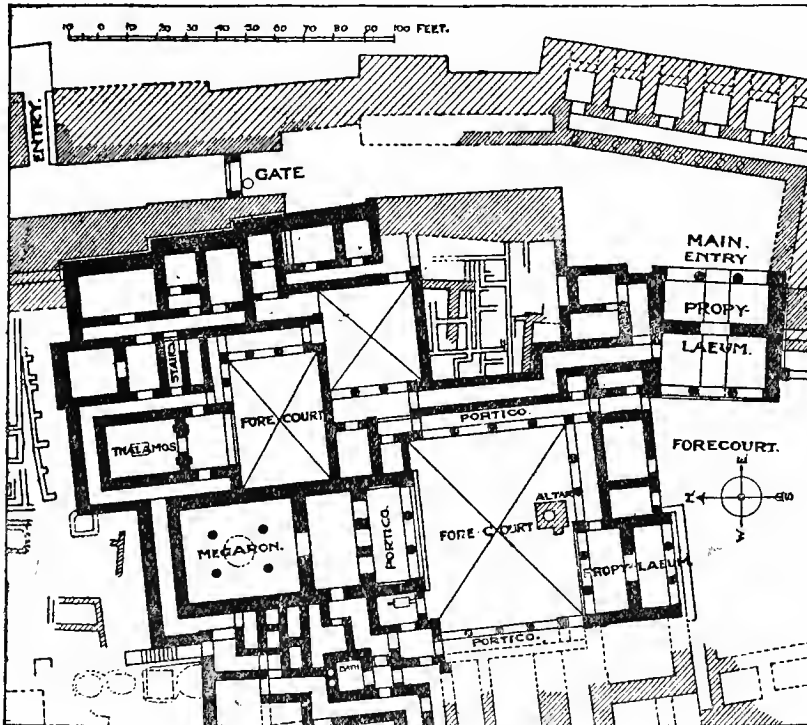 10 0 10 20 30 40 50 60 70 80 90 100 FEET.
ENTRY.
GATE
MAIN.
ENTRY
PROPY-
LAEUM.
STAIRS
FORE COURT
PORTICO.
THALAMOS
FORECOURT.
N
E
S
W
ALTAR
MEGARON.
PORTICO.
FORE-COURT
PROPYLAEUM
PORTICO.
BATH